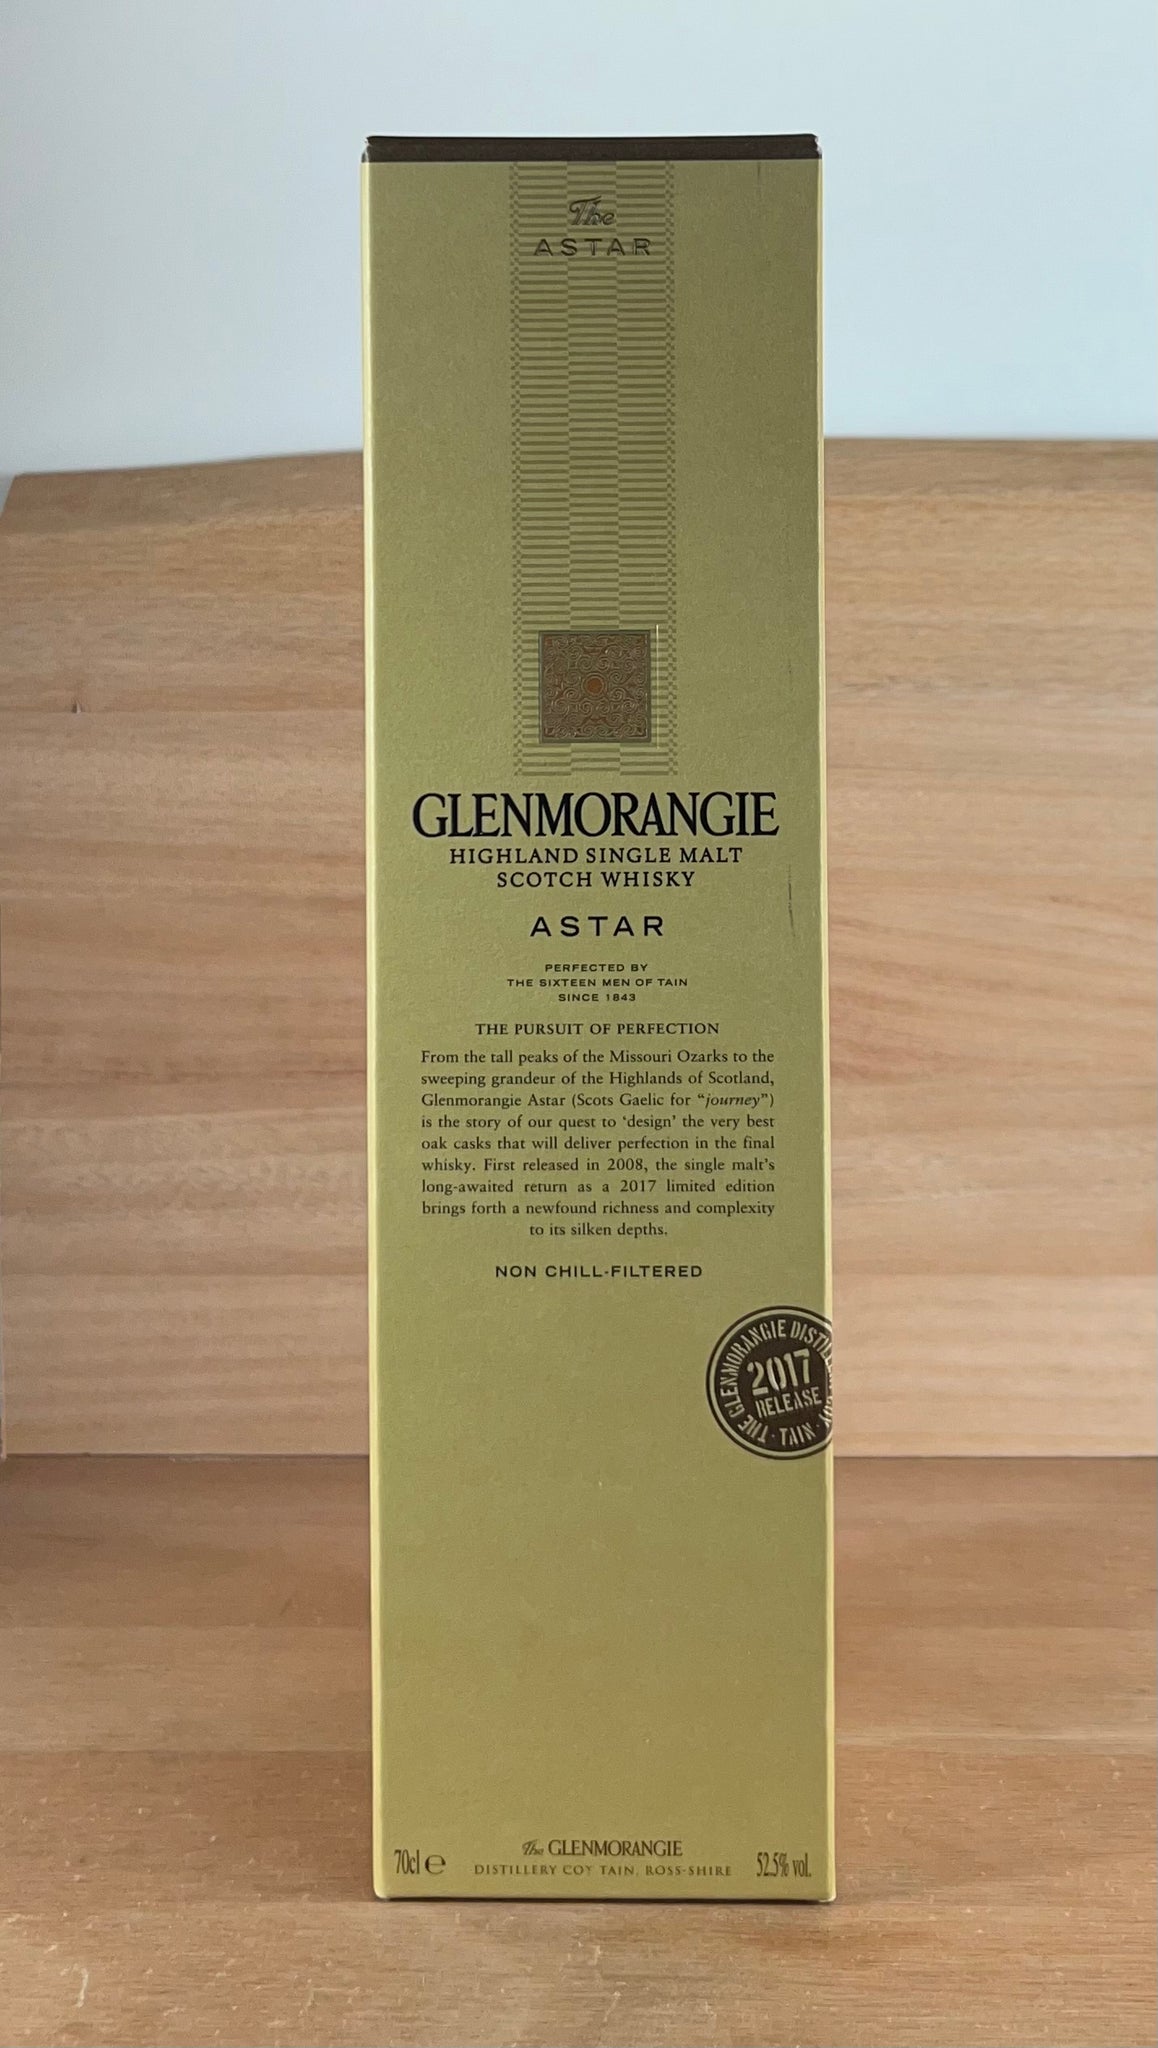 The
ASTAR
GLENMORANGIE
HIGHLAND SINGLE MALT
SCOTCH WHISKY
ASTAR
PERFECTED BY
THE SIXTEEN MEN OF TAIN
SINCE 1843
THE PURSUIT OF PERFECTION
From the tall peaks of the Missouri Ozarks to the
sweeping grandeur of the Highlands of Scotland,
Glenmorangie Astar (Scots Gaelic for “journey”)
is the story of our quest to ‘design’ the very best
oak casks that will deliver perfection in the final
whisky. First released in 2008, the single malt’s
long-awaited return as a 2017 limited edition
brings forth a newfound richness and complexity
to its silken depths.
NON CHILL-FILTERED
THE GLENMORANGIE
2017
RELEASE
TAIN
The GLENMORANGIE
70cl e DISTILLERY COY TAIN, ROSS-SHIRE 52.5% vol.